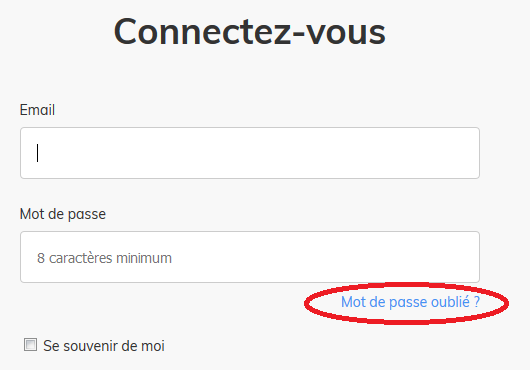 Connectez-vous
Email
Mot de passe
8 caractères minimum
Mot de passe oublié ?
Se souvenir de moi